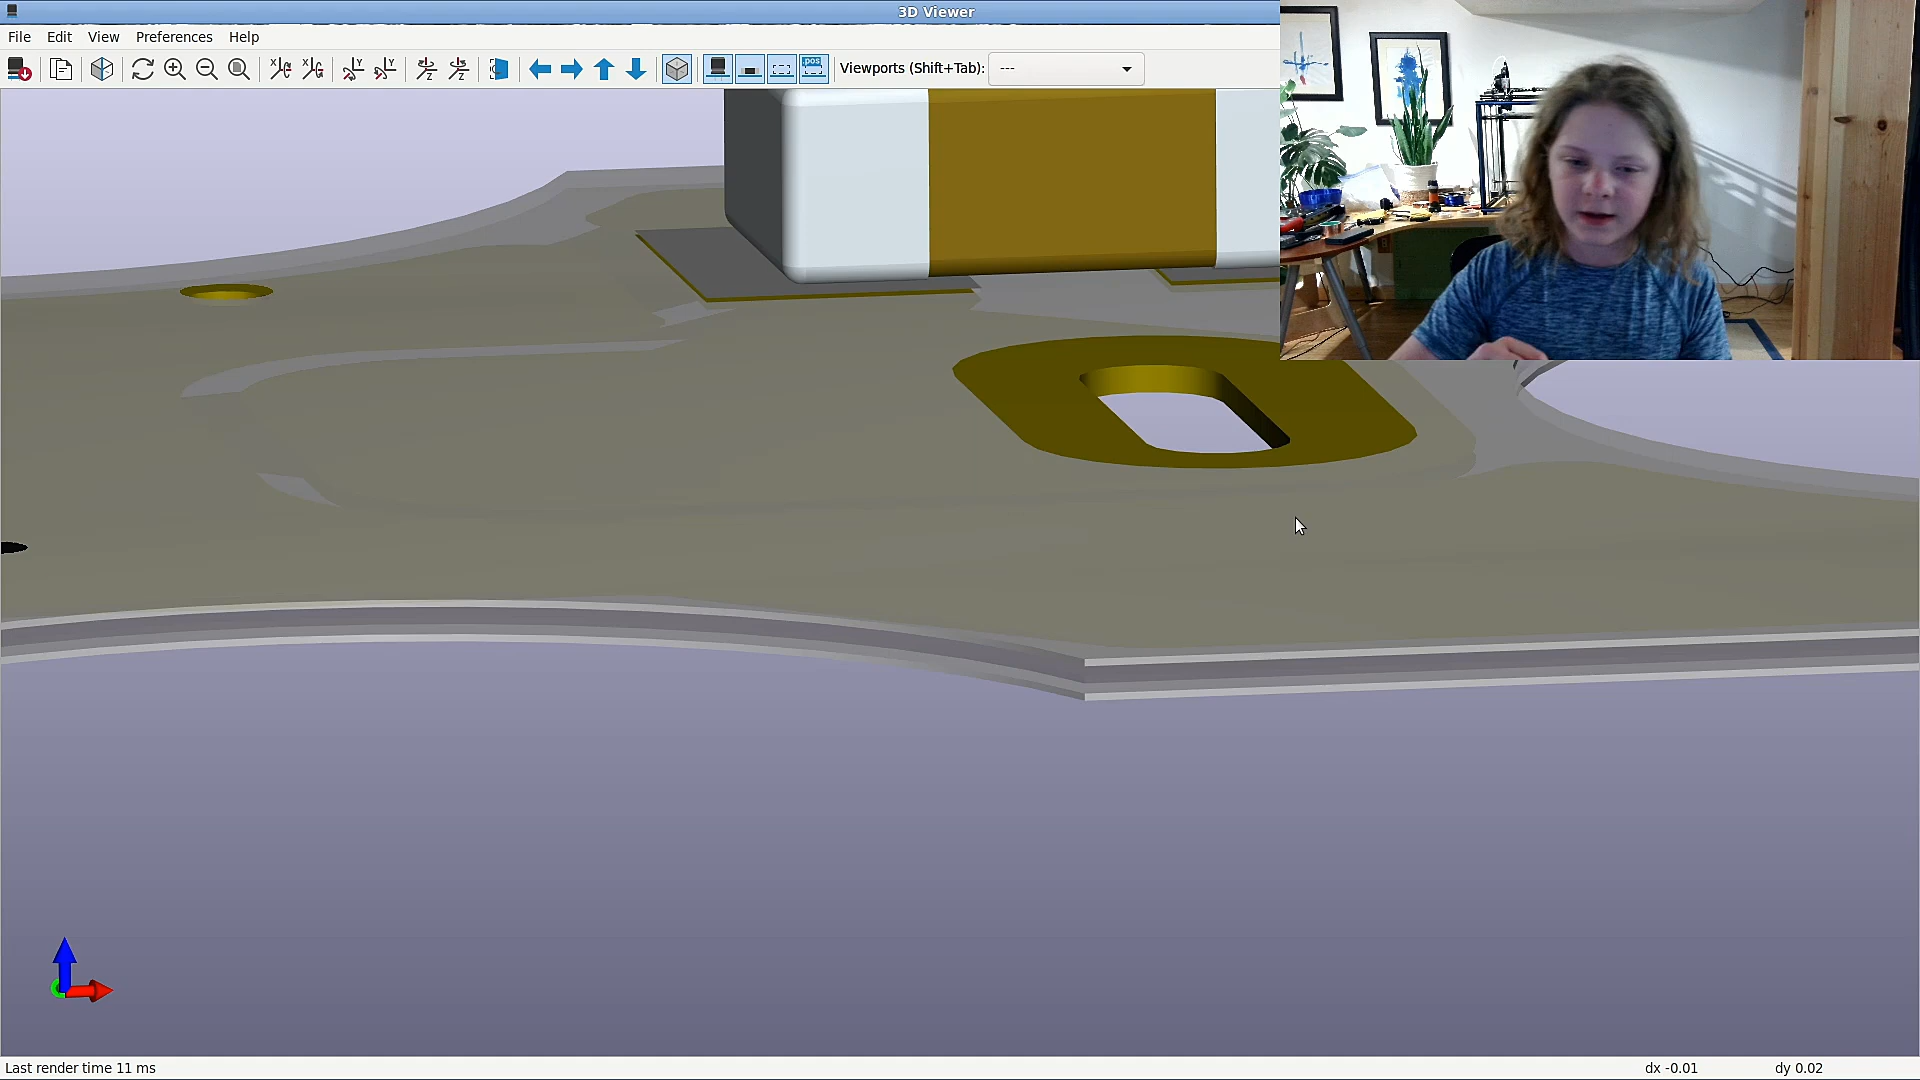 3D Viewer
File Edit View Preferences Help
Viewports (Shift+Tab): ---
Last render time 11 ms
dx -0.01
dy 0.02